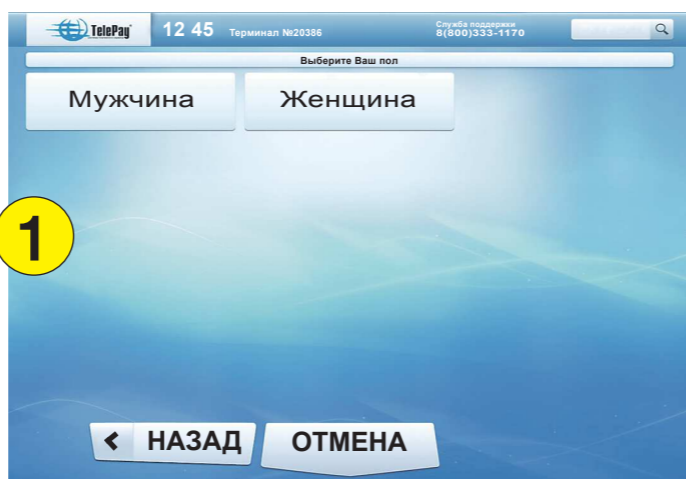 TelePay
12 45 Терминал №20386
Служба поддержки
8(800)333-1170
Выберите Ваш пол
Мужчина Женщина
1
НАЗАД ОТМЕНА